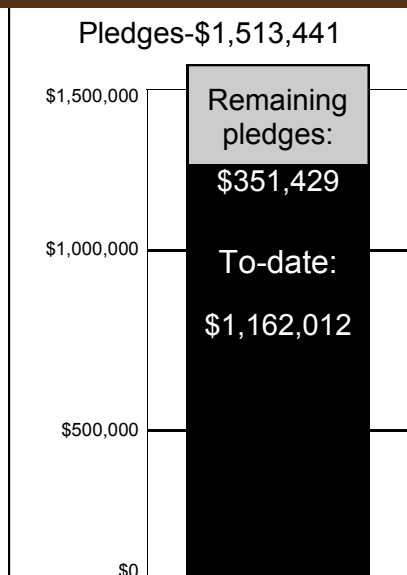 Pledges-$1,513,441
$1,500,000
Remaining
pledges:
$351,429
$1,000,000
To-date:
$1,162,012
$500,000
$0